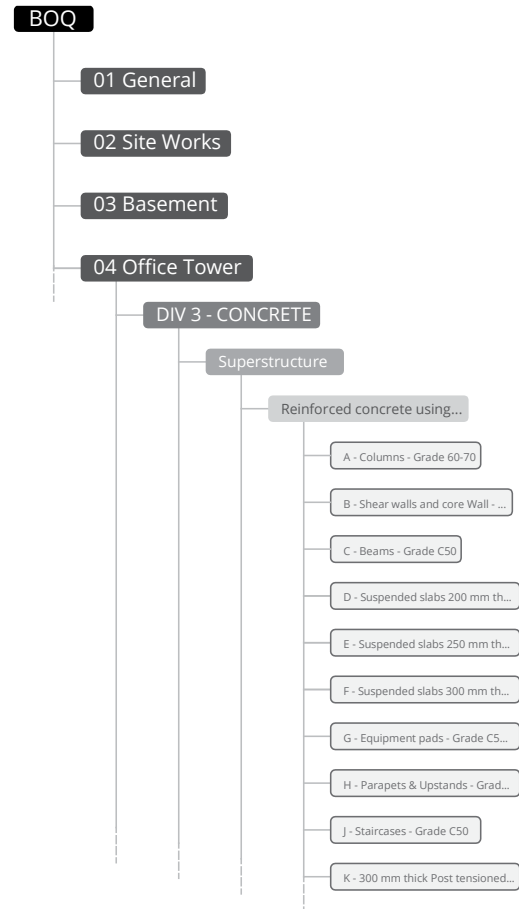 BOQ
01 General
02 Site Works
03 Basement
04 Office Tower
DIV 3 - CONCRETE
Superstructure
Reinforced concrete using...
A - Columns - Grade 60-70
B - Shear walls and core Wall - ...
C - Beams - Grade C50
D - Suspended slabs 200 mm th...
E - Suspended slabs 250 mm th...
F - Suspended slabs 300 mm th...
G - Equipment pads - Grade C5...
H - Parapets & Upstands - Grad...
J - Staircases - Grade C50
K - 300 mm thick Post tensioned...